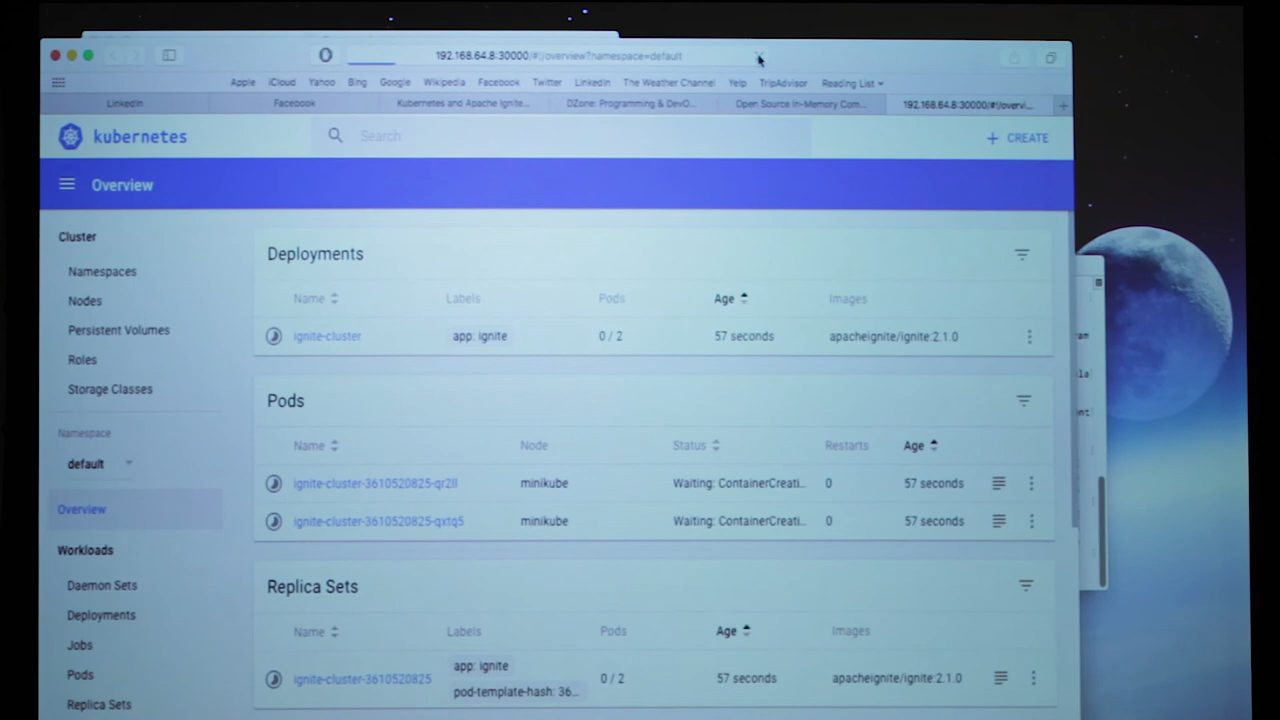 192.168.64.8:30000/#!/overview?namespace=default
Apple iCloud Yahoo Bing Google Wikipedia Facebook Twitter LinkedIn The Weather Channel Yelp TripAdvisor Reading List
LinkedIn Facebook Kubernetes and Apache Ignite... DZone: Programming & DevO... Open Source In-Memory Com... 192.168.64.8:30000/#!/overvi... +
kubernetes Search + CREATE
Overview
Cluster
Namespaces
Nodes
Persistent Volumes
Roles
Storage Classes
Namespace
default
Overview
Workloads
Daemon Sets
Deployments
Jobs
Pods
Replica Sets
Deployments
Name Labels Pods Age Images
ignite-cluster app: ignite 0 / 2 57 seconds apacheignite/ignite:2.1.0
Pods
Name Node Status Restarts Age
ignite-cluster-3610520825-qr2ll minikube Waiting: ContainerCreati... 0 57 seconds
ignite-cluster-3610520825-qxtq5 minikube Waiting: ContainerCreati... 0 57 seconds
Replica Sets
Name Labels Pods Age Images
ignite-cluster-3610520825 app: ignite 0 / 2 57 seconds apacheignite/ignite:2.1.0
pod-template-hash: 36...